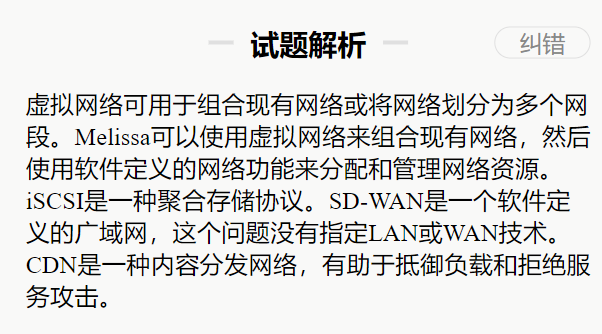 试题解析
纠错
虚拟网络可用于组合现有网络或将网络划分为多个网
段。Melissa可以使用虚拟网络来组合现有网络，然后
使用软件定义的网络功能来分配和管理网络资源。
iSCSI是一种聚合存储协议。SD-WAN是一个软件定
义的广域网，这个问题没有指定LAN或WAN技术。
CDN是一种内容分发网络，有助于抵御负载和拒绝服
务攻击。